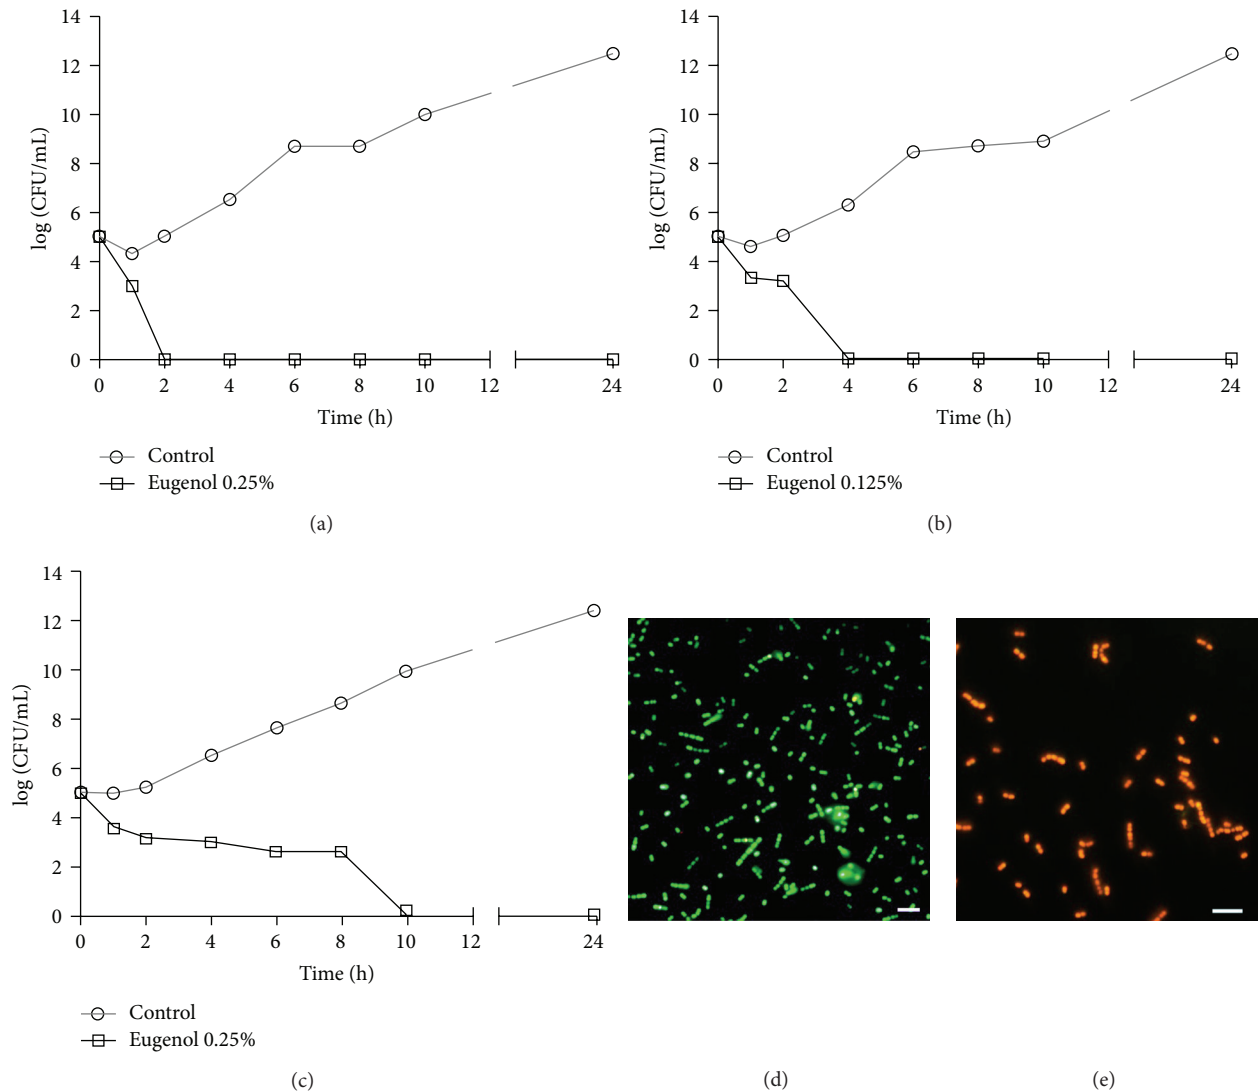 14
12
10
8
6
4
2
0
log (CFU/mL)
0 2 4 6 8 10 12 24
Time (h)
Control
Eugenol 0.25%
(a)
14
12
10
8
6
4
2
0
log (CFU/mL)
0 2 4 6 8 10 12 24
Time (h)
Control
Eugenol 0.125%
(b)
14
12
10
8
6
4
2
0
log (CFU/mL)
0 2 4 6 8 10 12 24
Time (h)
Control
Eugenol 0.25%
(c)
(d)
(e)